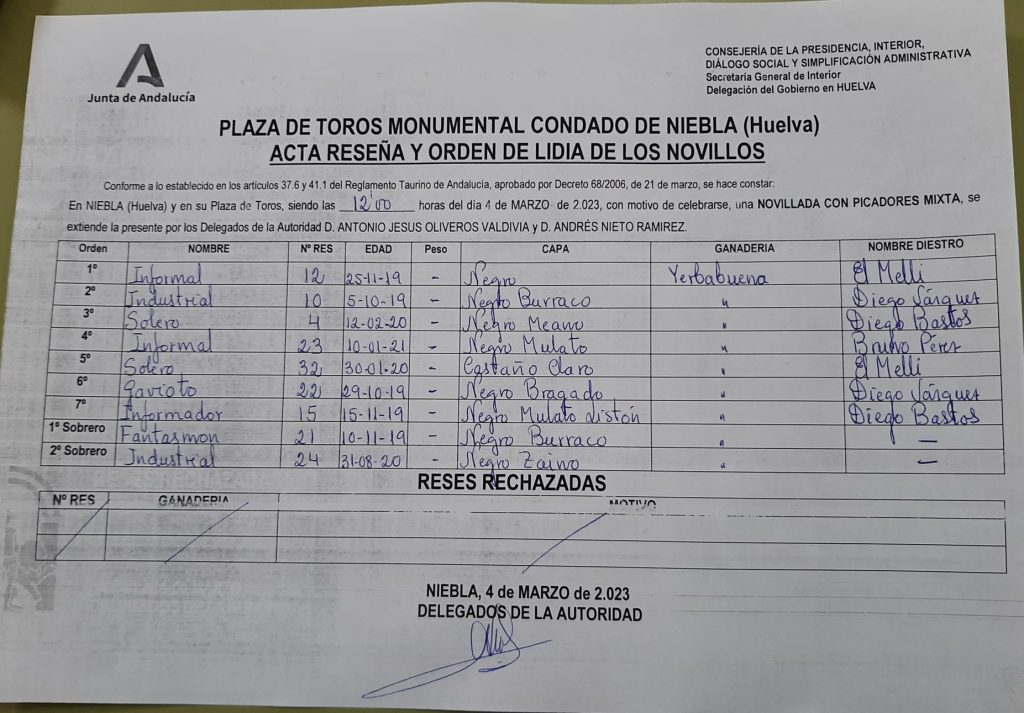 Junta de Andalucía
CONSEJERÍA DE LA PRESIDENCIA, INTERIOR,
DIÁLOGO SOCIAL Y SIMPLIFICACIÓN ADMINISTRATIVA
Secretaría General de Interior
Delegación del Gobierno en HUELVA
PLAZA DE TOROS MONUMENTAL CONDADO DE NIEBLA (Huelva)
ACTA RESEÑA Y ORDEN DE LIDIA DE LOS NOVILLOS
Conforme a lo establecido en los artículos 37.6 y 41.1 del Reglamento Taurino de Andalucía, aprobado por Decreto 68/2006, de 21 de marzo, se hace constar:
En NIEBLA (Huelva) y en su Plaza de Toros, siendo las 12'00 horas del día 4 de MARZO de 2.023, con motivo de celebrarse, una NOVILLADA CON PICADORES MIXTA, se
extiende la presente por los Delegados de la Autoridad D. ANTONIO JESUS OLIVEROS VALDIVIA y D. ANDRÉS NIETO RAMIREZ.
Orden NOMBRE Nº RES EDAD Peso CAPA GANADERIA NOMBRE DIESTRO
1º Informal 12 25-11-19 - Negro Yerbabuena El Melli
2º Industrial 10 5-10-19 - Negro Burraco " Diego Várquez
3º Solero 4 12-02-20 - Negro Meano " Diego Bastos
4º Informal 23 10-01-21 - Negro Mulato " Bruno Pérez
5º Solero 32 30-01-20 - Castaño Claro " El Melli
6º Gavioto 22 29-10-19 - Negro Bragado " Diego Várquez
7º Informador 15 15-11-19 - Negro Mulato listón " Diego Bastos
1º Sobrero Fantasmon 21 10-11-19 - Negro Burraco " —
2º Sobrero Industrial 24 31-08-20 - Negro Zaino " —
RESES RECHAZADAS
Nº RES GANADERIA MOTIVO
NIEBLA, 4 de MARZO de 2.023
DELEGADOS DE LA AUTORIDAD